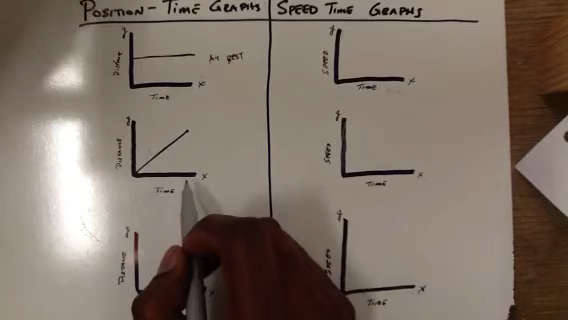 POSITION-TIME GRAPHS
SPEED TIME GRAPHS
y
DISTANCE
AT REST
TIME
X
y
SPEED
TIME
X
y
DISTANCE
TIME
X
y
SPEED
TIME
X
DISTANCE
X
y
SPEED
TIME
X